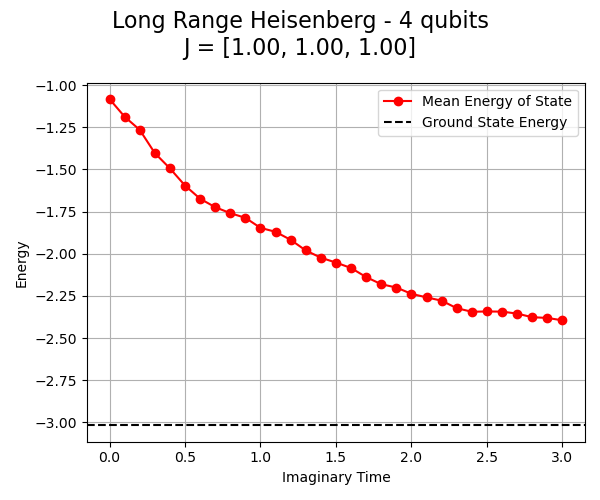 Long Range Heisenberg - 4 qubits
J = [1.00, 1.00, 1.00]
Mean Energy of State
Ground State Energy
Energy
−1.00
−1.25
−1.50
−1.75
−2.00
−2.25
−2.50
−2.75
−3.00
0.0 0.5 1.0 1.5 2.0 2.5 3.0
Imaginary Time